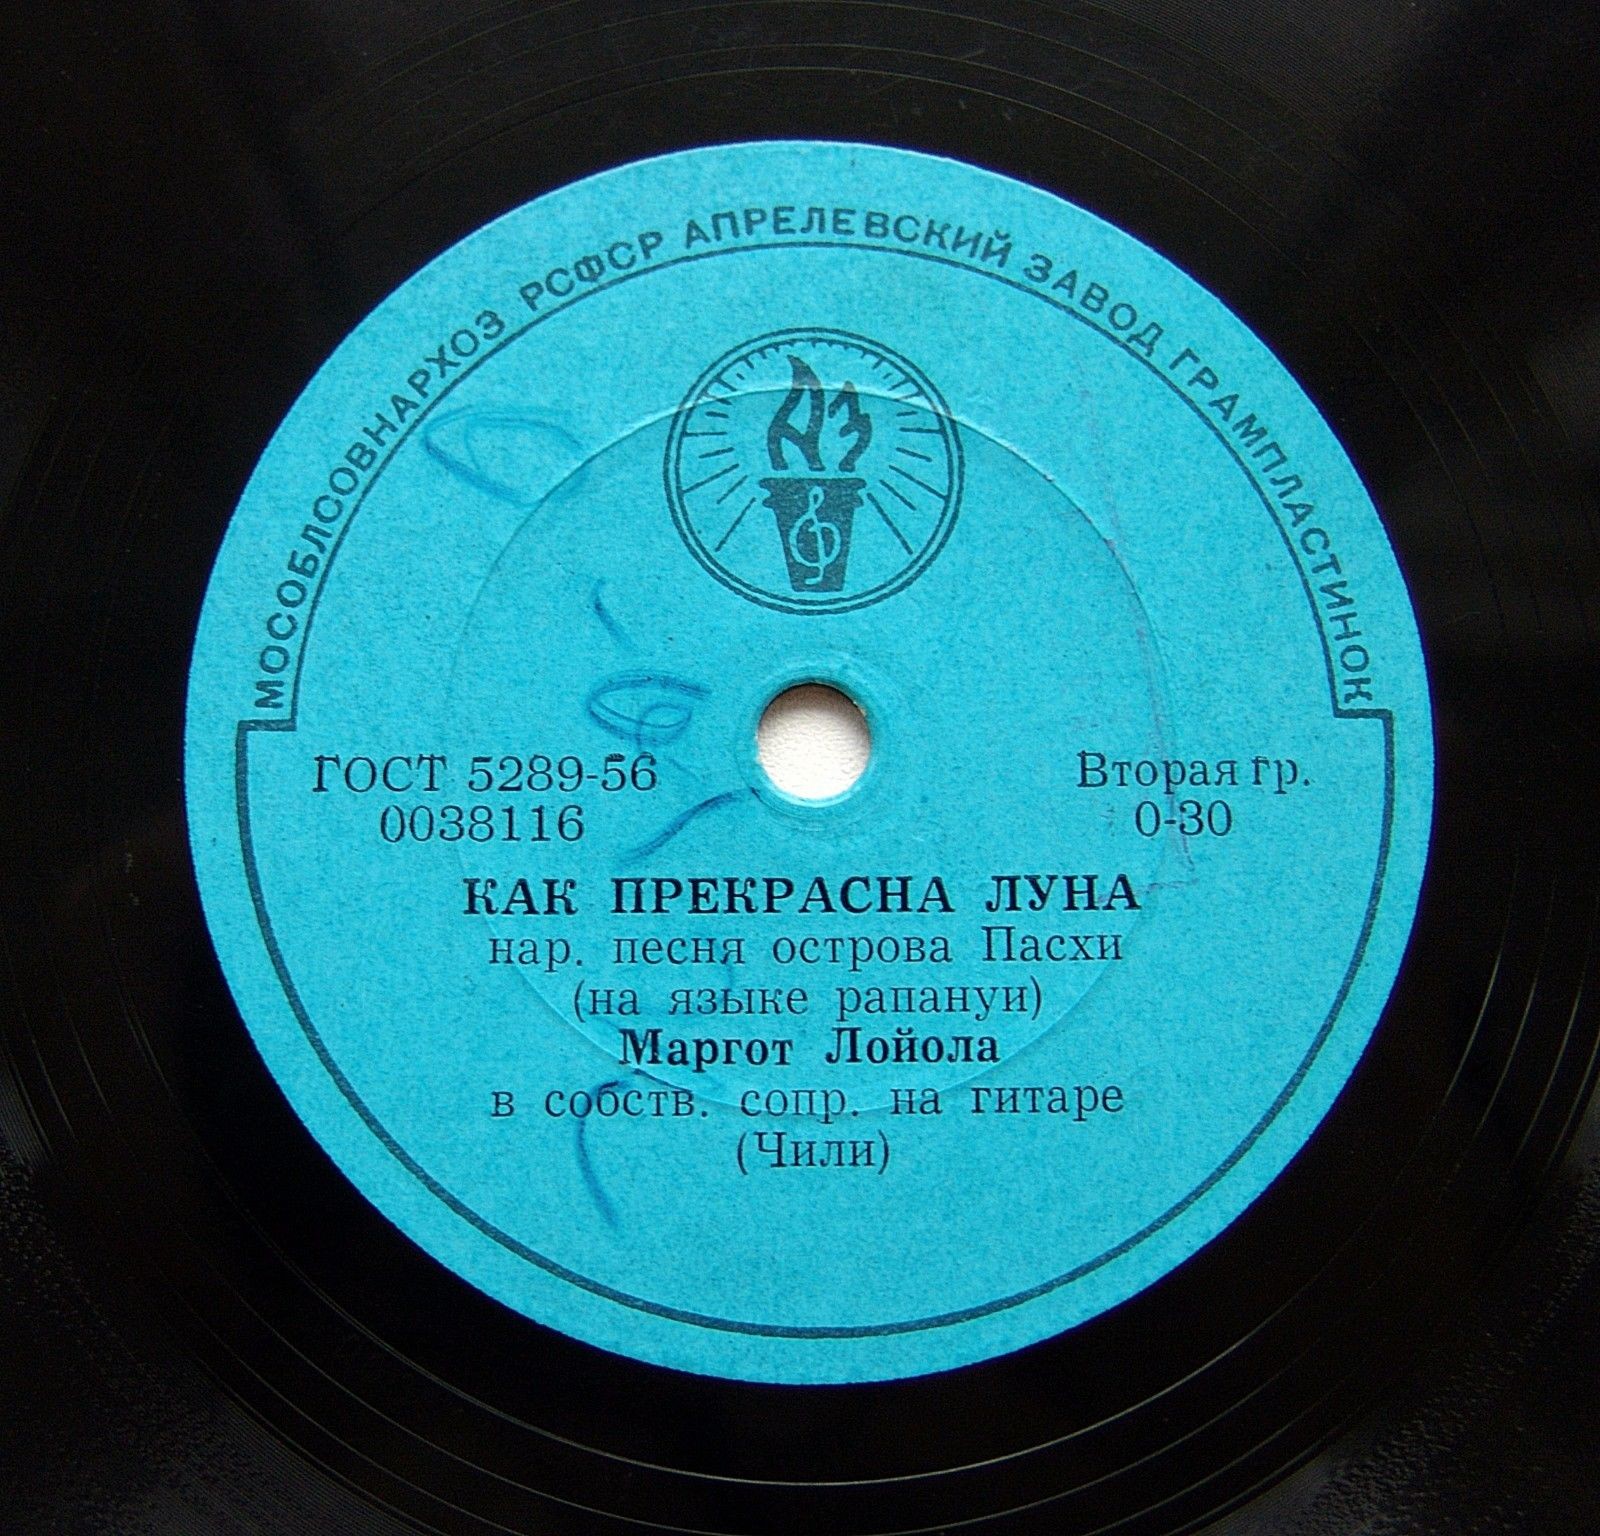 МОСОБЛСОВНАРХОЗ РСФСР АПРЕЛЕВСКИЙ ЗАВОД ГРАМПЛАСТИНОК
АЗ
ГОСТ 5289-56
0038116
Вторая гр.
0-30
КАК ПРЕКРАСНА ЛУНА
нар. песня острова Пасхи
(на языке рапануи)
Маргот Лойола
в собств. сопр. на гитаре
(Чили)